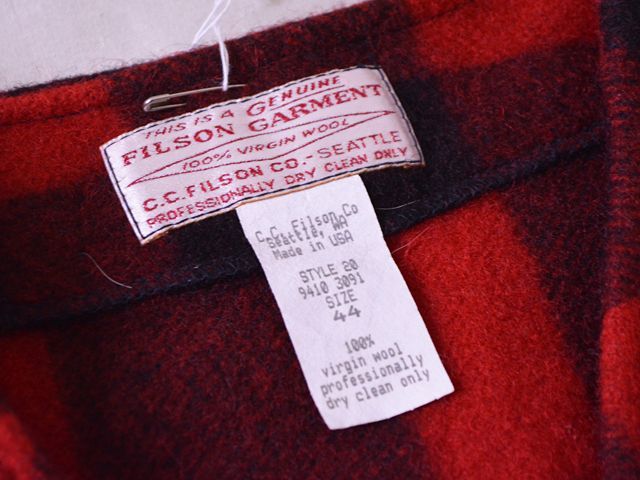 THIS IS A GENUINE
FILSON GARMENT
100% VIRGIN WOOL
C.C. FILSON CO.- SEATTLE
PROFESSIONALLY DRY CLEAN ONLY
C.C. Filson Co
Seattle, WA
Made in USA
STYLE 20
9410 3091
SIZE
44
100%
virgin wool
professionally
dry clean only